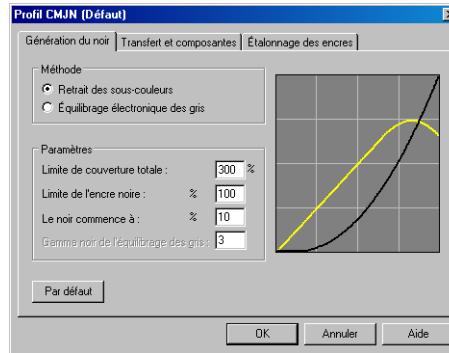 Profil CMJN (Défaut)
Génération du noir Transfert et composantes Étalonnage des encres
Méthode
Retrait des sous-couleurs
Équilibrage électronique des gris
Paramètres
Limite de couverture totale : 300 %
Limite de l'encre noire : % 100
Le noir commence à : % 10
Gamma noir de l'équilibrage des gris : 3
Par défaut
OK Annuler Aide